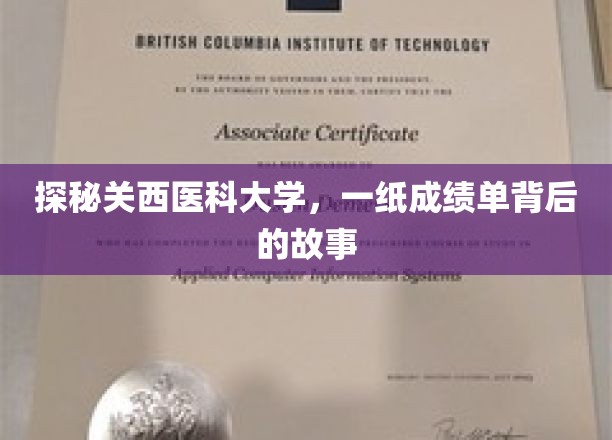 BRITISH COLUMBIA INSTITUTE OF TECHNOLOGY
THE BOARD OF GOVERNORS AND THE PRESIDENT,
BY THE AUTHORITY VESTED IN THEM, CERTIFY THAT THE
Associate Certificate
探秘关西医科大学，一纸成绩单背后
的故事
Applied Computer Information Systems